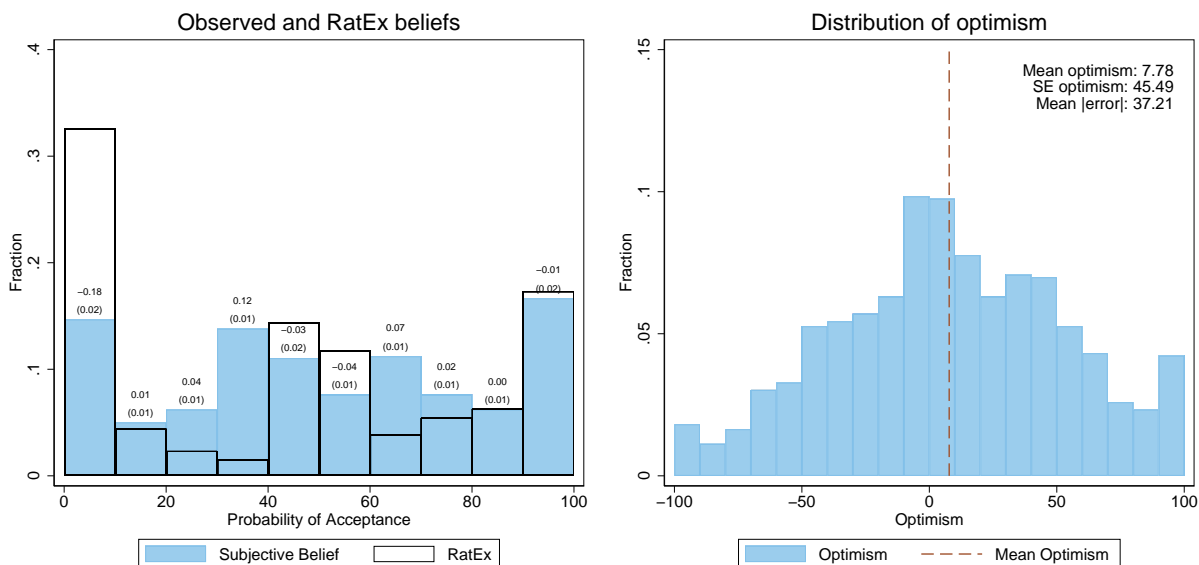 Observed and RatEx beliefs
Fraction
0
.1
.2
.3
.4
−0.18
(0.02)
0.01
(0.01)
0.04
(0.01)
0.12
(0.01)
−0.03
(0.02)
−0.04
(0.01)
0.07
(0.01)
0.02
(0.01)
0.00
(0.01)
−0.01
(0.02)
0 20 40 60 80 100
Probability of Acceptance
Subjective Belief RatEx
Distribution of optimism
Mean optimism: 7.78
SE optimism: 45.49
Mean |error|: 37.21
Fraction
0
.05
.1
.15
−100 −50 0 50 100
Optimism
Optimism Mean Optimism